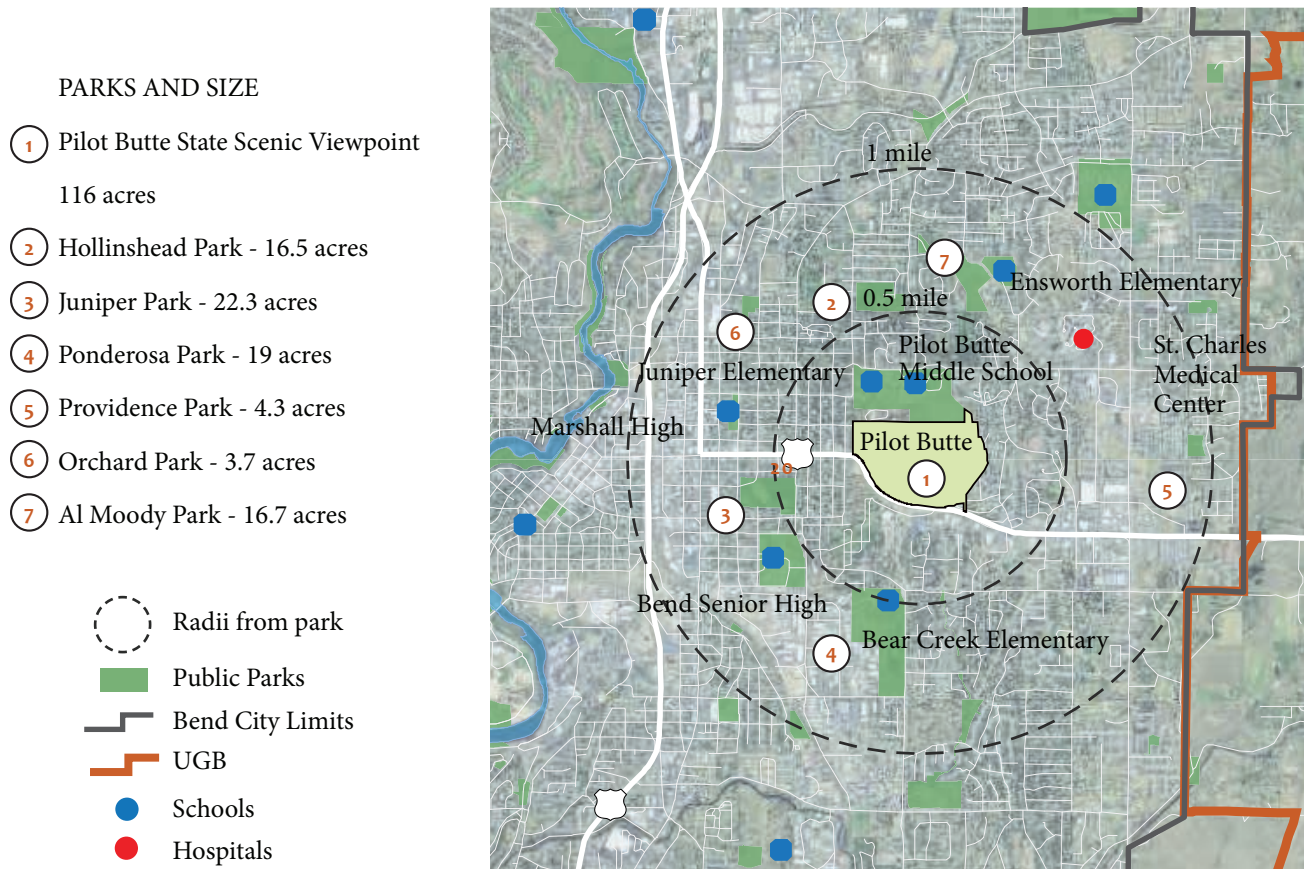 PARKS AND SIZE
1 Pilot Butte State Scenic Viewpoint
116 acres
2 Hollinshead Park - 16.5 acres
3 Juniper Park - 22.3 acres
4 Ponderosa Park - 19 acres
5 Providence Park - 4.3 acres
6 Orchard Park - 3.7 acres
7 Al Moody Park - 16.7 acres
Radii from park
Public Parks
Bend City Limits
UGB
Schools
Hospitals
1 mile
7
Ensworth Elementary
2
0.5 mile
6
Pilot Butte
Middle School
St. Charles
Medical
Center
Juniper Elementary
Marshall High
Pilot Butte
20
1
5
3
Bend Senior High
Bear Creek Elementary
4